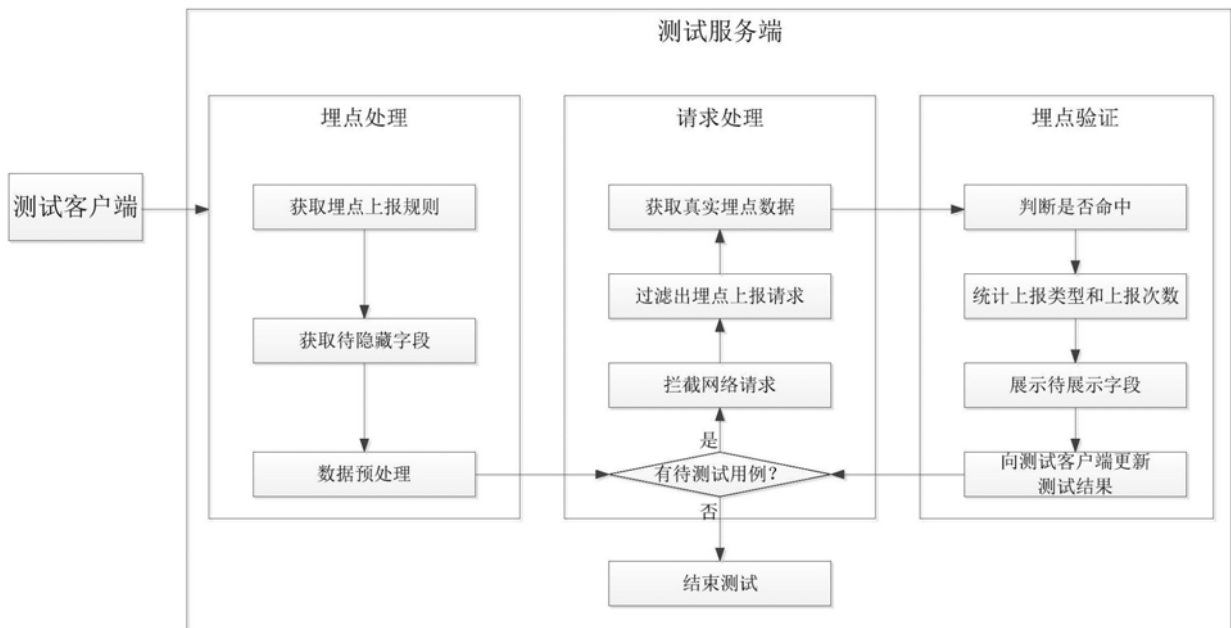 测试服务端
测试客户端
埋点处理
获取埋点上报规则
获取待隐藏字段
数据预处理
请求处理
获取真实埋点数据
过滤出埋点上报请求
拦截网络请求
是
有待测试用例？
否
结束测试
埋点验证
判断是否命中
统计上报类型和上报次数
展示待展示字段
向测试客户端更新
测试结果